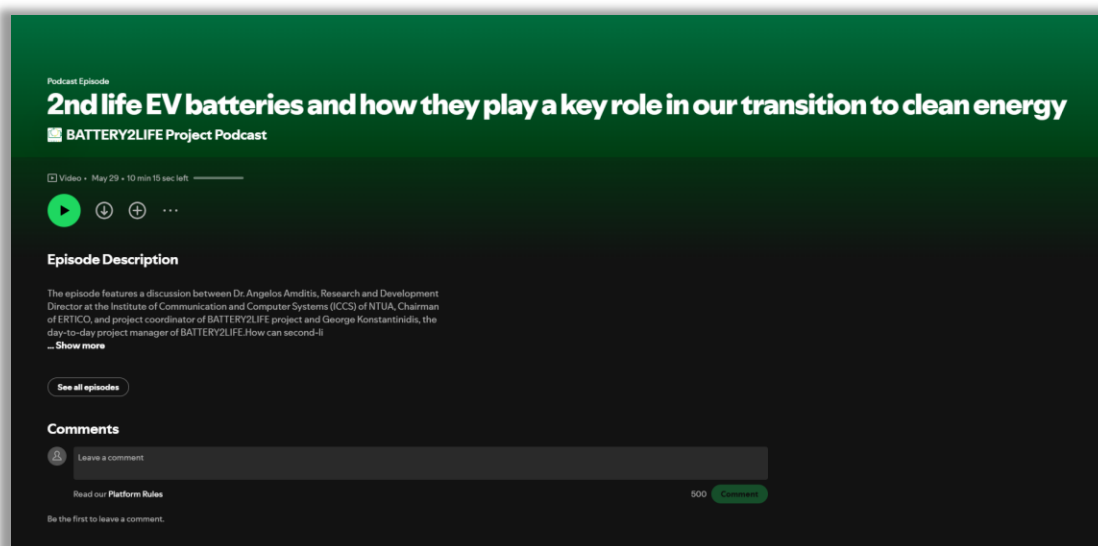 Podcast Episode
2nd life EV batteries and how they play a key role in our transition to clean energy
BATTERY2LIFE Project Podcast
Video • May 29 • 10 min 15 sec left
Episode Description
The episode features a discussion between Dr. Angelos Amditis, Research and Development
Director at the Institute of Communication and Computer Systems (ICCS) of NTUA, Chairman
of ERTICO, and project coordinator of BATTERY2LIFE project and George Konstantinidis, the
day-to-day project manager of BATTERY2LIFE.How can second-li
... Show more
See all episodes
Comments
Leave a comment
Read our Platform Rules
500 Comment
Be the first to leave a comment.